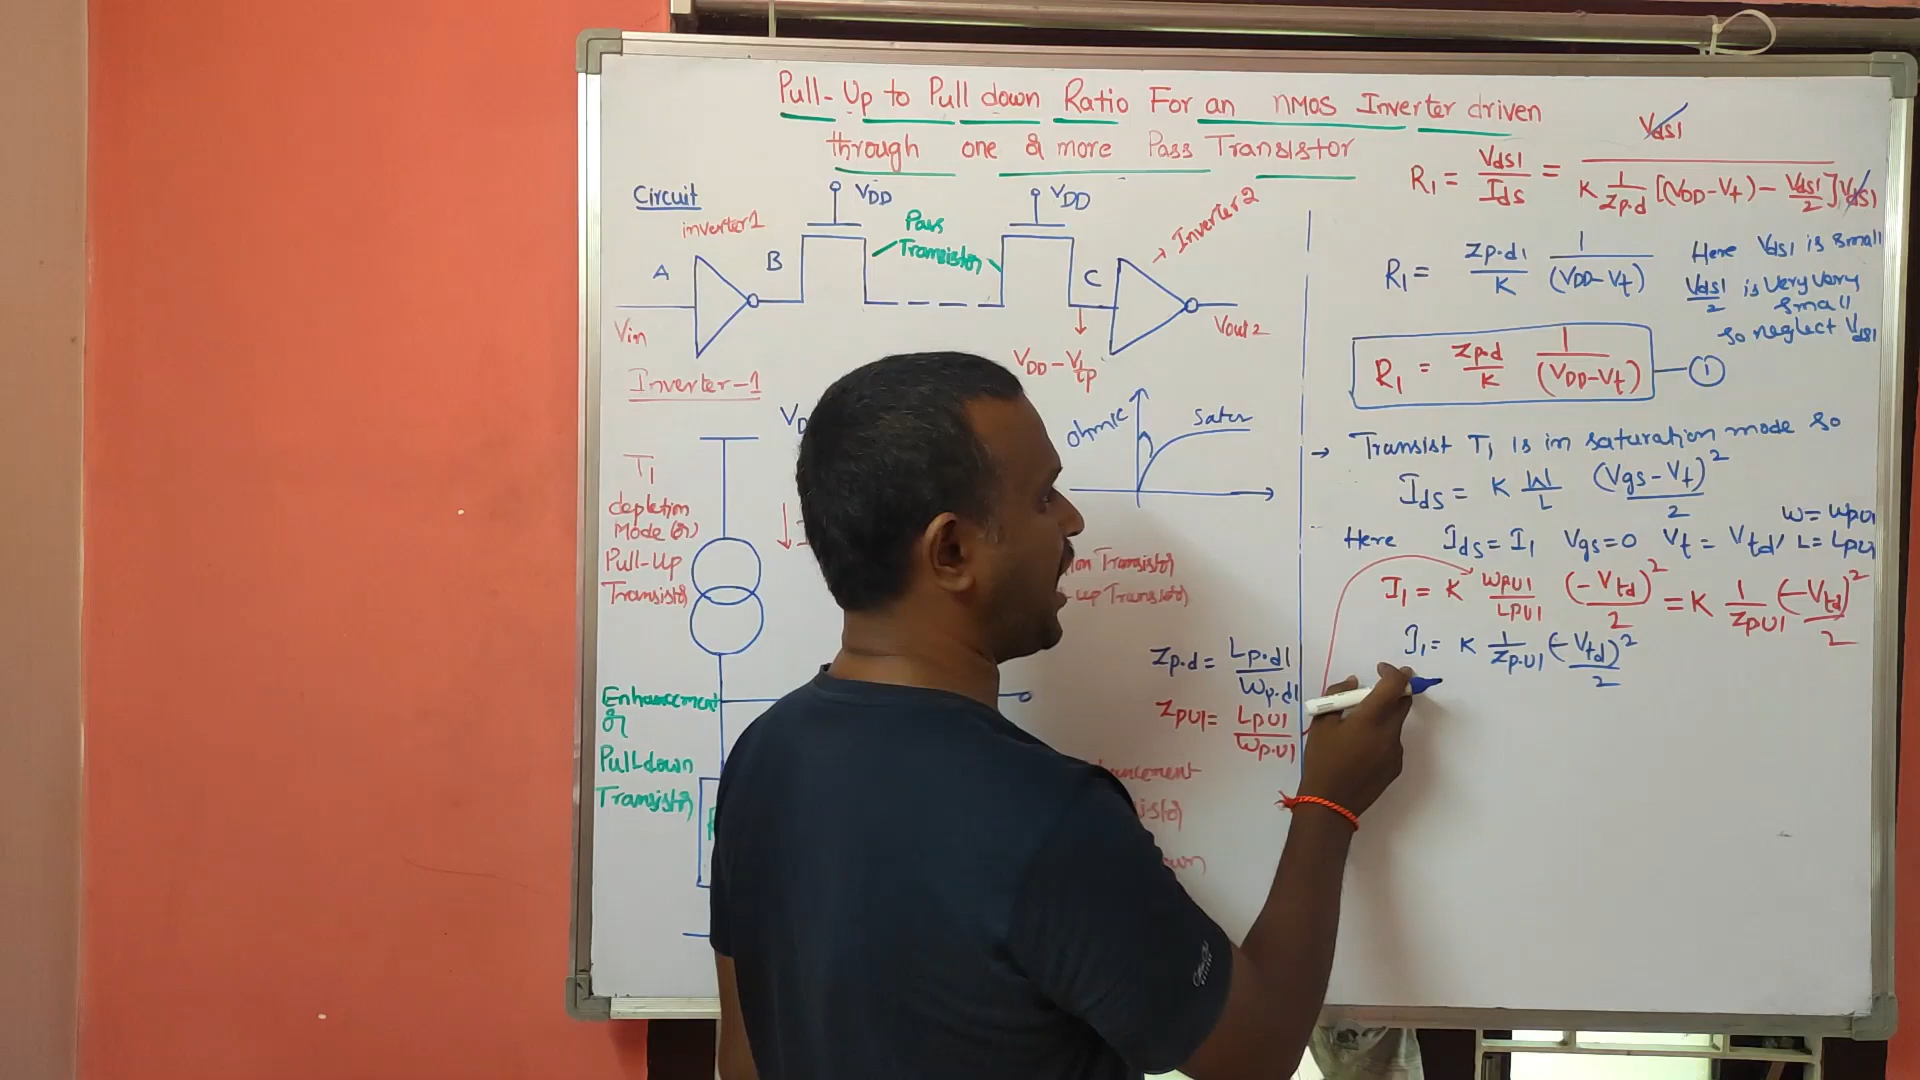 Pull-Up to Pull down Ratio For an nMOS Inverter driven
through one & more Pass Transistor
Circuit
inverter1
VDD
Pass
Transistor
VDD
Inverter2
A
B
C
Vin
Vout2
VDD-Vtp
Inverter-1
T1
depletion
Mode (or)
Pull-Up
Transistor
Enhancement
or
Pulldown
Transistor
ohmic
Satur
Transistor
-up Transistor
Zp.d = Lp.d1/Wp.d1
ZpU1 = LpU1/Wp.U1
R1 = Vds1/Ids = Vds1/(K 1/Zp.d [(VDD-Vt) - Vds1/2] Vds1)
R1 = Zp.d1/K 1/(VDD-Vt)
Here Vds1 is small
Vds1/2 is very very
small
so neglect Vds1
R1 = Zp.d/K 1/(VDD-Vt) — 1
→ Transist T1 is in saturation mode so
Ids = K W/L (Vgs-Vt)²/2
W = WpU1
Here Ids = I1 Vgs=0 Vt = Vtd, L = LpU1
I1 = K WpU1/LpU1 (-Vtd)²/2 = K 1/ZpU1 (-Vtd)²/2
I1 = K 1/Zp.U1 (-Vtd)²/2